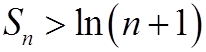 Sₙ > ln(n+1)